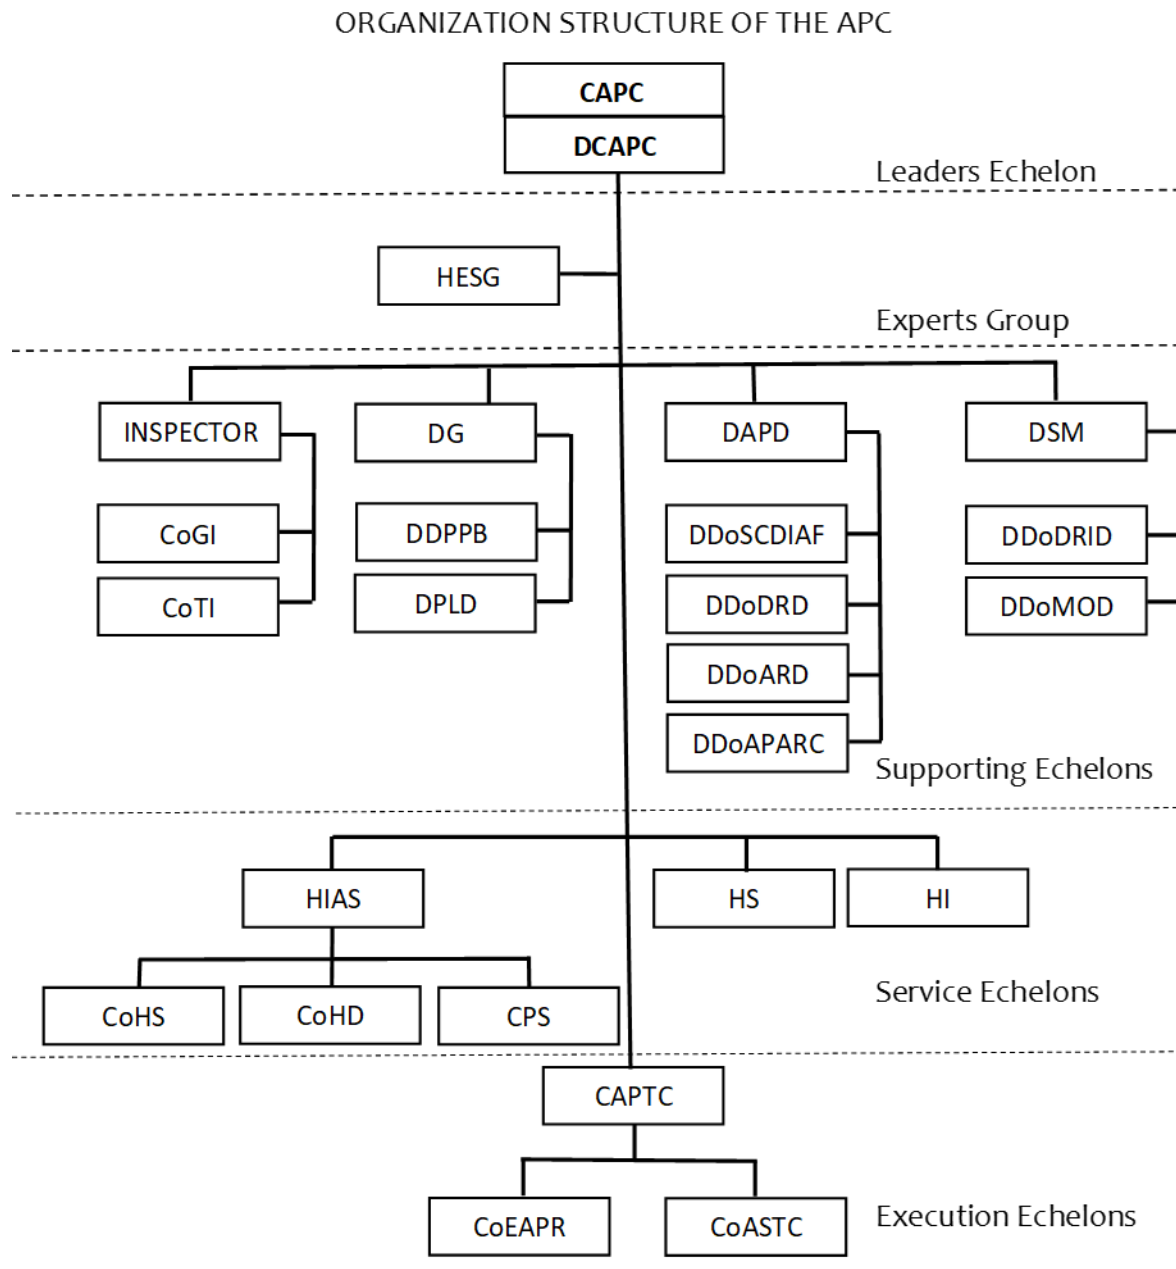 ORGANIZATION STRUCTURE OF THE APC
CAPC
DCAPC
Leaders Echelon
HESG
Experts Group
INSPECTOR
CoGI
CoTI
DG
DDPPB
DPLD
DAPD
DDoSCDIAF
DDoDRD
DDoARD
DDoAPARC
DSM
DDoDRID
DDoMOD
Supporting Echelons
HIAS
HS
HI
CoHS
CoHD
CPS
Service Echelons
CAPTC
CoEAPR
CoASTC
Execution Echelons